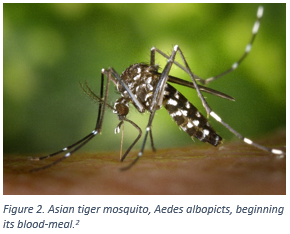 Figure 2. Asian tiger mosquito, Aedes albopicts, beginning
its blood-meal.²